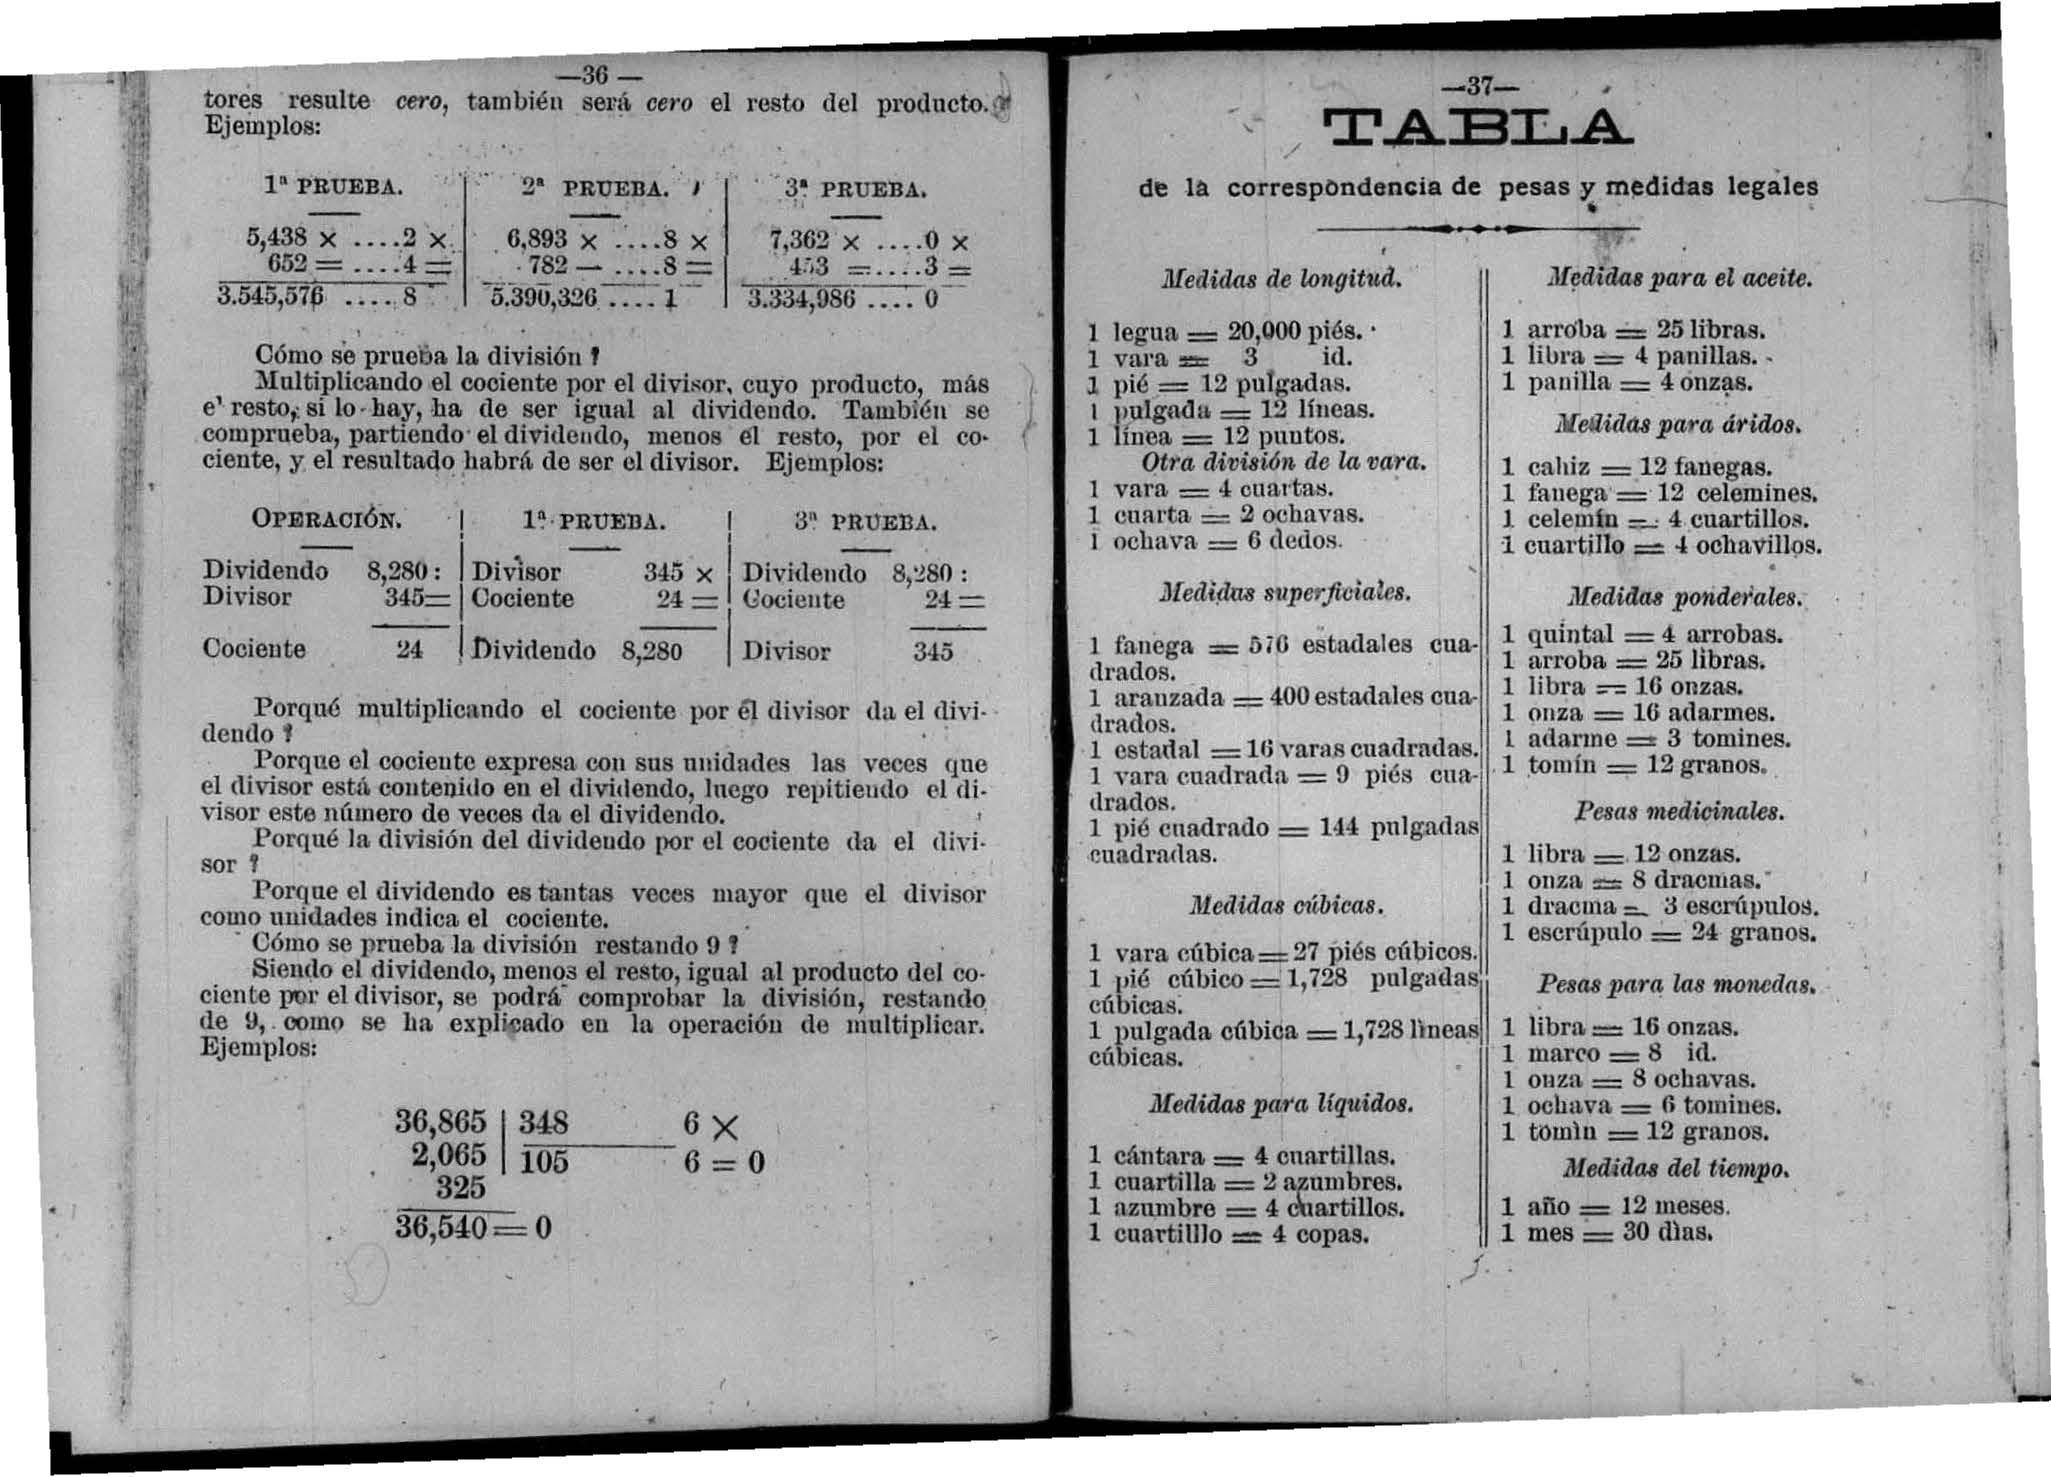 —36—
tores resulte cero, también será cero el resto del producto.
Ejemplos:
1ª PRUEBA. | 2ª PRUEBA. | 3ª PRUEBA.
5,438 × ....2 × | 6,893 × ....8 × | 7,362 × ....0 ×
652 = ....4 = | 782 — ....8 = | 453 = ....3 =
3.545,576 ....8 | 5.390,326 ....1 | 3.334,986 ....0
Cómo se prueba la división ?
Multiplicando el cociente por el divisor, cuyo producto, más
e' resto, si lo hay, ha de ser igual al dividendo. También se
comprueba, partiendo el dividendo, menos el resto, por el co-
ciente, y el resultado habrá de ser el divisor. Ejemplos:
OPERACIÓN. | 1ª PRUEBA. | 3ª PRUEBA.
Dividendo 8,280 : | Divisor 345 × | Dividendo 8,280 :
Divisor 345= | Cociente 24 = | Cociente 24 =
Cociente 24 | Dividendo 8,280 | Divisor 345
Porqué multiplicando el cociente por él divisor da el divi-
dendo ?
Porque el cociente expresa con sus unidades las veces que
el divisor está contenido en el dividendo, luego repitiendo el di-
visor este número de veces da el dividendo.
Porqué la división del dividendo por el cociente da el divi-
sor ?
Porque el dividendo es tantas veces mayor que el divisor
como unidades indica el cociente.
Cómo se prueba la división restando 9 ?
Siendo el dividendo, menos el resto, igual al producto del co-
ciente por el divisor, se podrá comprobar la división, restando
de 9, como se ha explicado en la operación de multiplicar.
Ejemplos:
36,865 | 348 6 ×
2,065 | 105 6 = 0
325
36,540 = 0
—37—
TABLA
de la correspondencia de pesas y medidas legales
Medidas de longitud.
1 legua = 20,000 piés.
1 vara = 3 id.
1 pié = 12 pulgadas.
1 pulgada = 12 líneas.
1 línea = 12 puntos.
Otra división de la vara.
1 vara = 4 cuartas.
1 cuarta = 2 ochavas.
1 ochava = 6 dedos.
Medidas superficiales.
1 fanega = 576 estadales cua-
drados.
1 aranzada = 400 estadales cua-
drados.
1 estadal = 16 varas cuadradas.
1 vara cuadrada = 9 piés cua-
drados.
1 pié cuadrado = 144 pulgadas
cuadradas.
Medidas cúbicas.
1 vara cúbica = 27 piés cúbicos.
1 pié cúbico = 1,728 pulgadas
cúbicas.
1 pulgada cúbica = 1,728 lìneas
cúbicas.
Medidas para líquidos.
1 cántara = 4 cuartillas.
1 cuartilla = 2 azumbres.
1 azumbre = 4 cuartillos.
1 cuartilllo = 4 copas.
Medidas para el aceite.
1 arroba = 25 libras.
1 libra = 4 panillas.
1 panilla = 4 onzas.
Medidas para áridos.
1 cahiz = 12 fanegas.
1 fanega = 12 celemines.
1 celemín = 4 cuartillos.
1 cuartillo = 4 ochavillos.
Medidas ponderales.
1 quintal = 4 arrobas.
1 arroba = 25 libras.
1 libra = 16 onzas.
1 onza = 16 adarmes.
1 adarme = 3 tomines.
1 tomín = 12 granos.
Pesas medicinales.
1 libra = 12 onzas.
1 onza = 8 dracmas.
1 dracma = 3 escrúpulos.
1 escrúpulo = 24 granos.
Pesas para las monedas.
1 libra = 16 onzas.
1 marco = 8 id.
1 onza = 8 ochavas.
1 ochava = 6 tomines.
1 tomìn = 12 granos.
Medidas del tiempo.
1 año = 12 meses.
1 mes = 30 dìas.